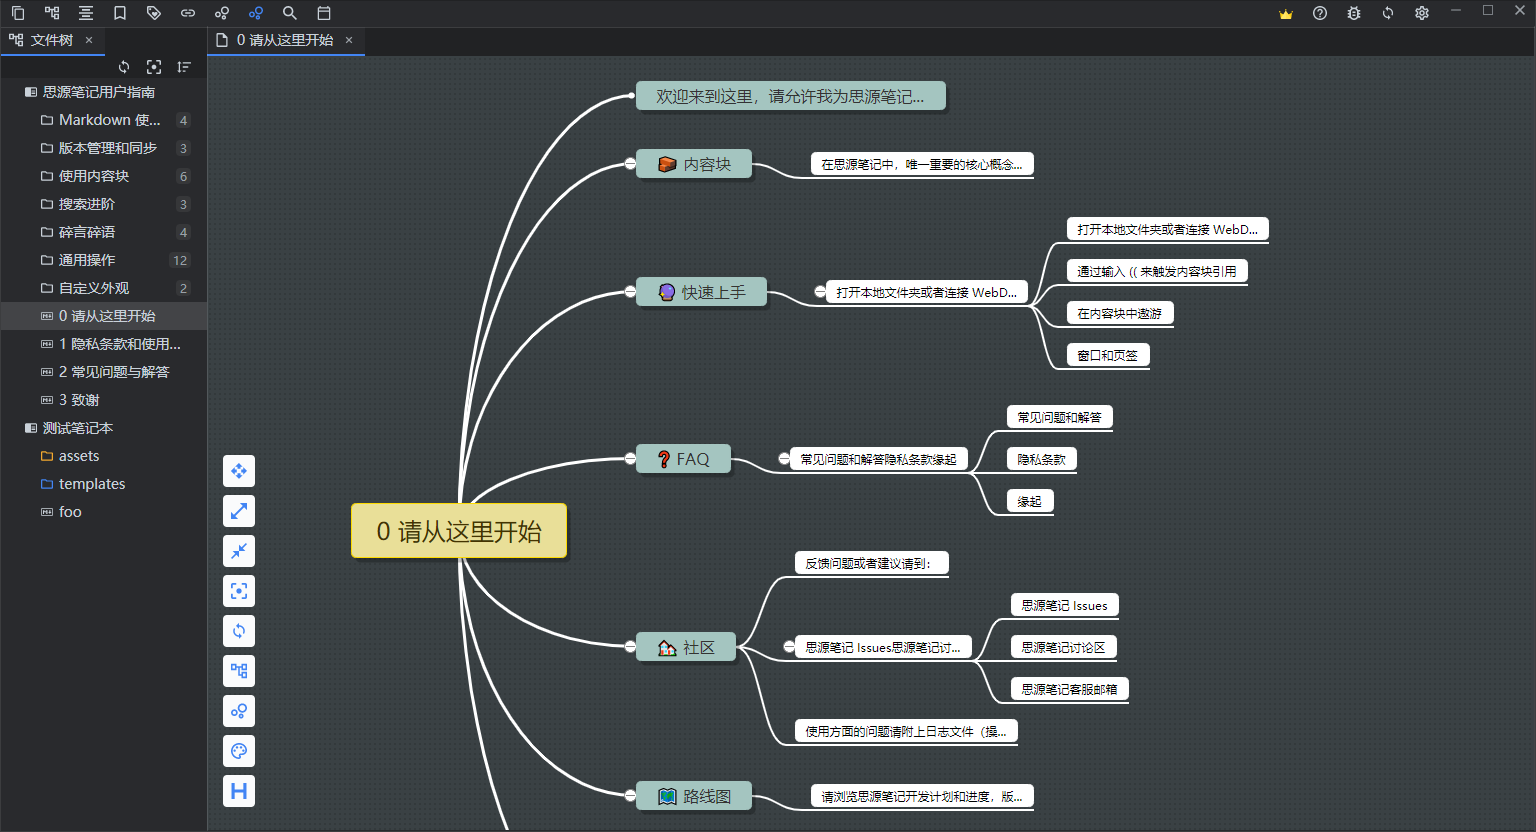 文件树
0 请从这里开始
思源笔记用户指南
Markdown 使... 4
版本管理和同步 3
使用内容块 6
搜索进阶 3
碎言碎语 4
通用操作 12
自定义外观 2
0 请从这里开始
1 隐私条款和使用...
2 常见问题与解答
3 致谢
测试笔记本
assets
templates
foo
0 请从这里开始
欢迎来到这里，请允许我为思源笔记...
内容块
在思源笔记中，唯一重要的核心概念...
快速上手
打开本地文件夹或者连接 WebD...
打开本地文件夹或者连接 WebD...
通过输入 (( 来触发内容块引用
在内容块中遨游
窗口和页签
FAQ
常见问题和解答隐私条款缘起
常见问题和解答
隐私条款
缘起
社区
反馈问题或者建议请到：
思源笔记 Issues思源笔记讨...
思源笔记 Issues
思源笔记讨论区
思源笔记客服邮箱
使用方面的问题请附上日志文件（操...
路线图
请浏览思源笔记开发计划和进度，版...